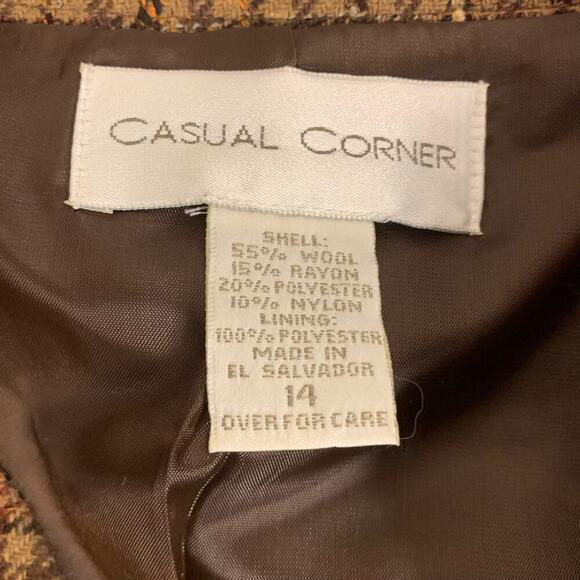 CASUAL CORNER
SHELL:
55% WOOL
15% RAYON
20% POLYESTER
10% NYLON
LINING:
100% POLYESTER
MADE IN
EL SALVADOR
14
OVER FOR CARE